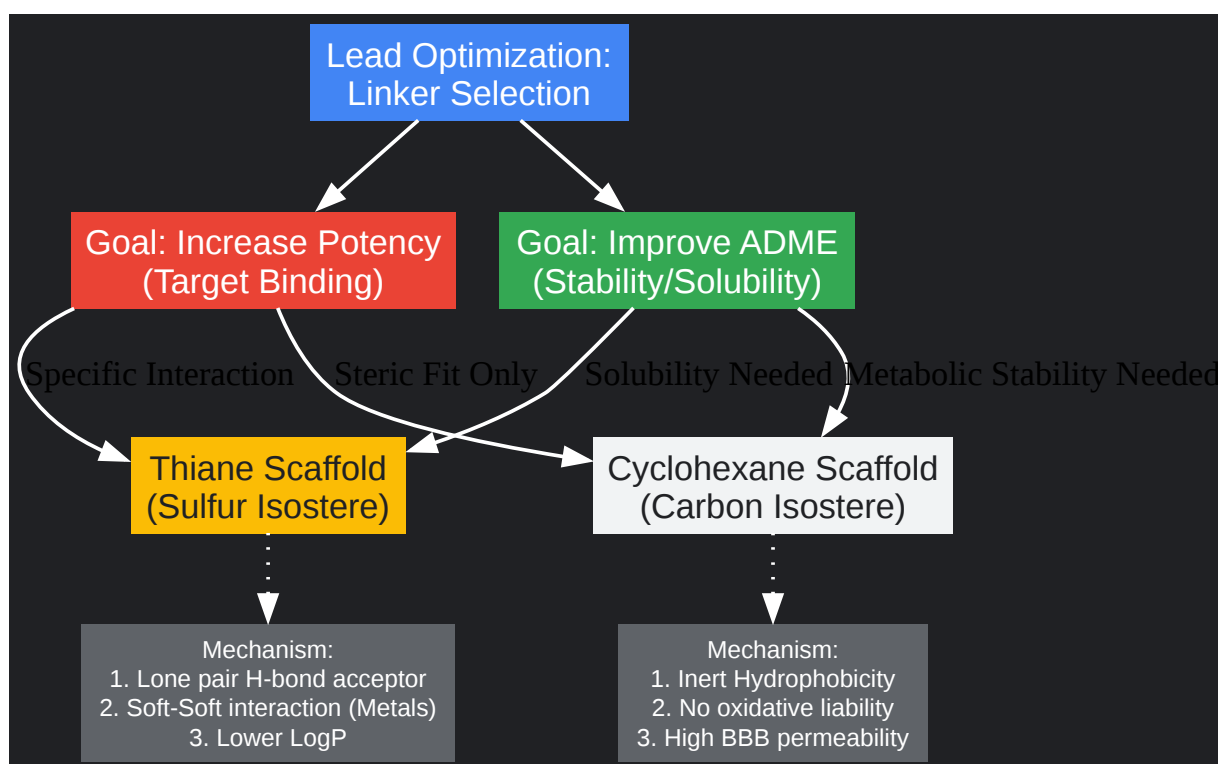 Lead Optimization:
Linker Selection
Goal: Increase Potency
(Target Binding)
Goal: Improve ADME
(Stability/Solubility)
Specific Interaction
Steric Fit Only
Solubility Needed
Metabolic Stability Needed
Thiane Scaffold
(Sulfur Isostere)
Cyclohexane Scaffold
(Carbon Isostere)
Mechanism:
1. Lone pair H-bond acceptor
2. Soft-Soft interaction (Metals)
3. Lower LogP
Mechanism:
1. Inert Hydrophobicity
2. No oxidative liability
3. High BBB permeability